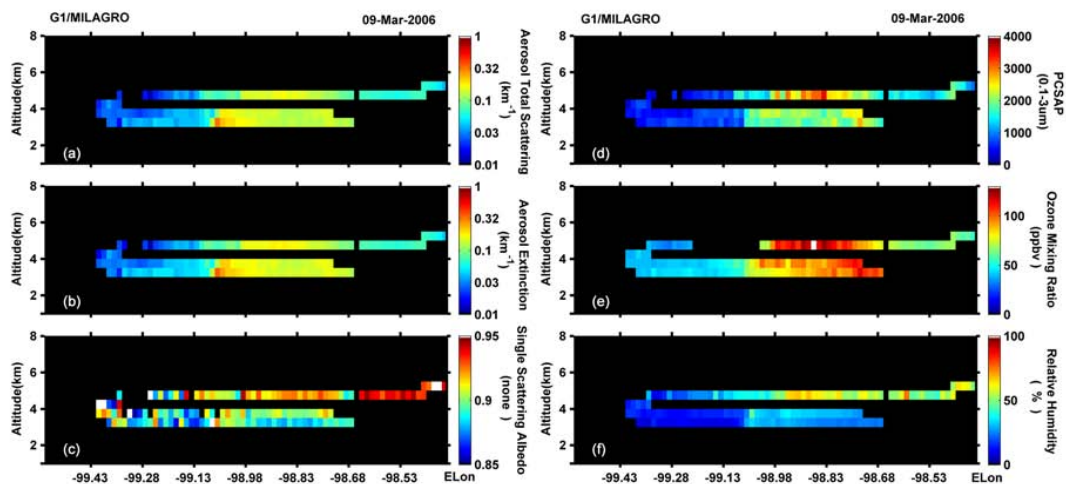 G1/MILAGRO 09-Mar-2006
8
6
4
2
Altitude(km)
(a)
1
0.32
0.1
0.03
0.01
Aerosol Total Scattering
(km⁻¹)
8
6
4
2
Altitude(km)
(b)
1
0.32
0.1
0.03
0.01
Aerosol Extinction
(km⁻¹)
8
6
4
2
Altitude(km)
(c)
0.95
0.9
0.85
Single Scattering Albedo
(none)
-99.43 -99.28 -99.13 -98.98 -98.83 -98.68 -98.53 ELon
G1/MILAGRO 09-Mar-2006
8
6
4
2
Altitude(km)
(d)
4000
3000
2000
1000
0
PCSAP
(0.1-3um)
8
6
4
2
Altitude(km)
(e)
100
50
0
Ozone Mixing Ratio
(ppbv)
8
6
4
2
Altitude(km)
(f)
100
50
0
Relative Humidity
(%)
-99.43 -99.28 -99.13 -98.98 -98.83 -98.68 -98.53 ELon